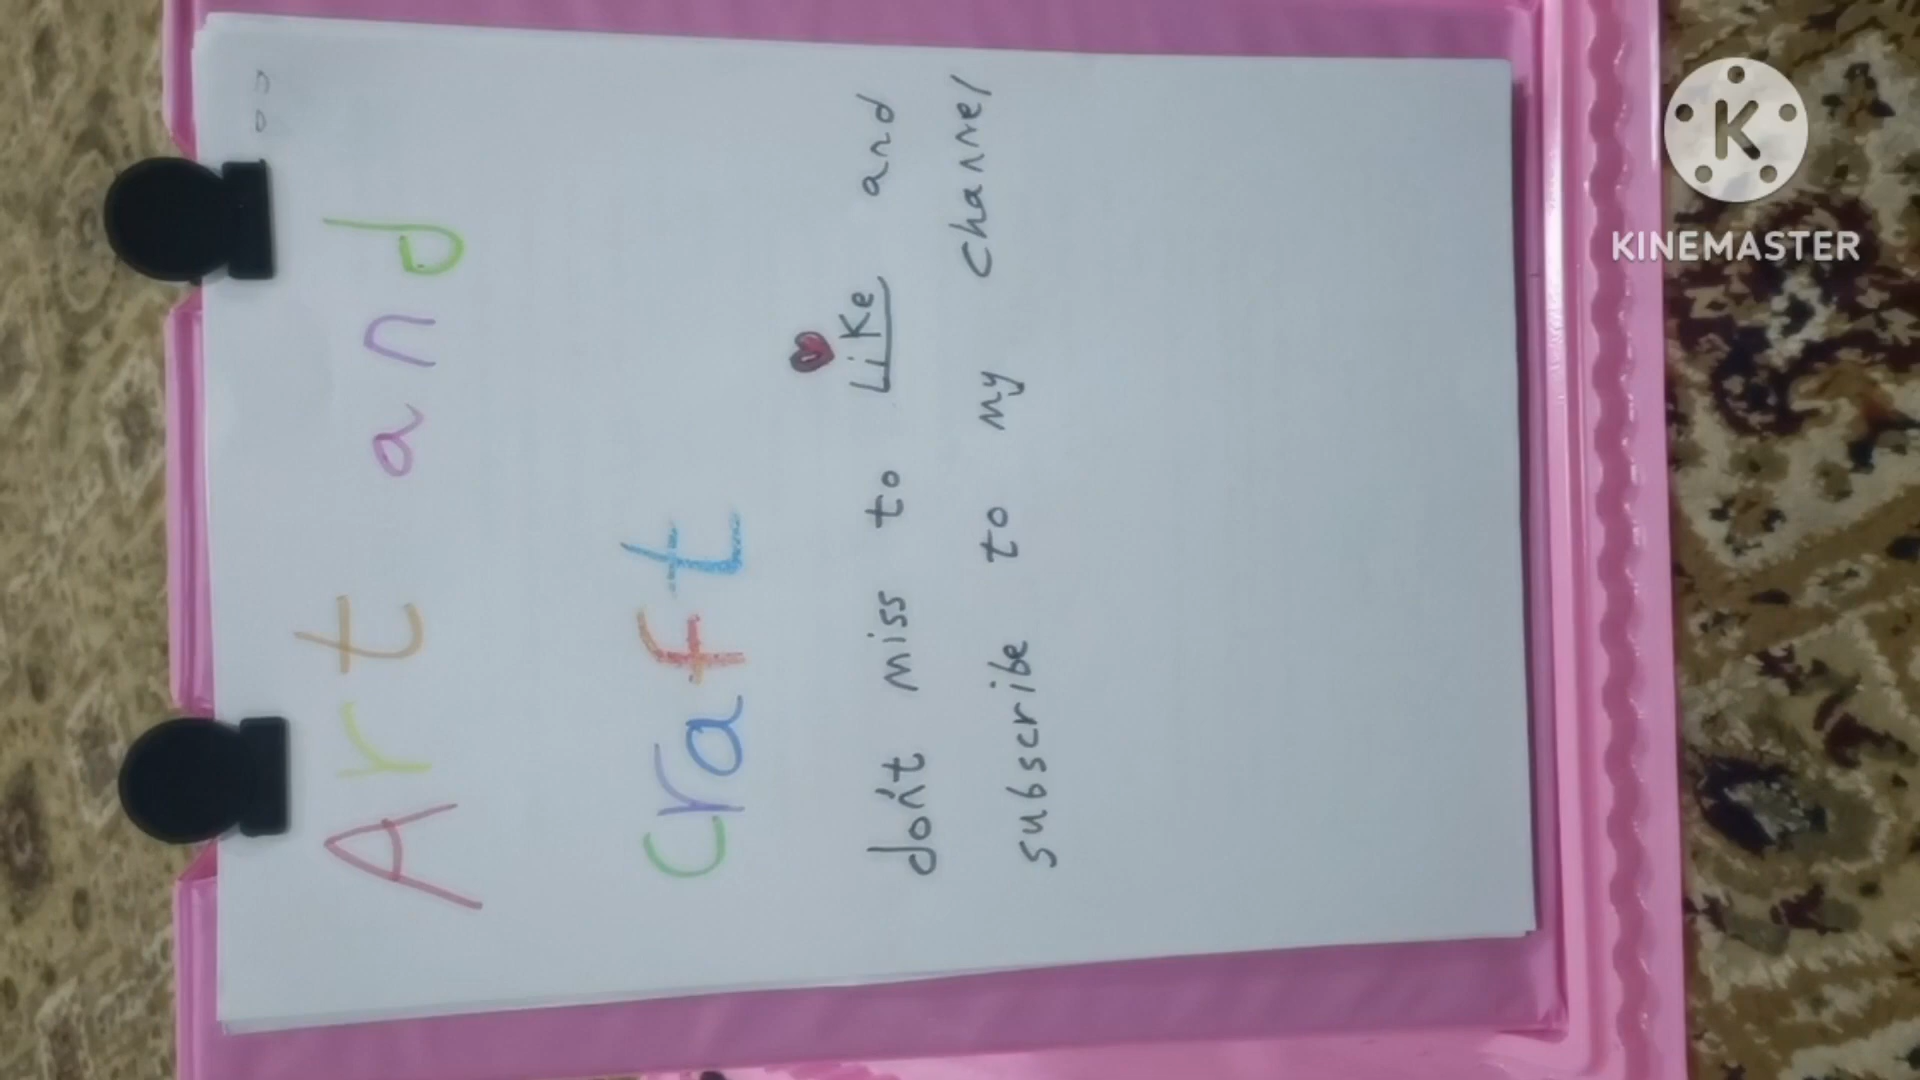 Art and
Craft
don't miss to Like and
subscribe to my channel
K
KINEMASTER